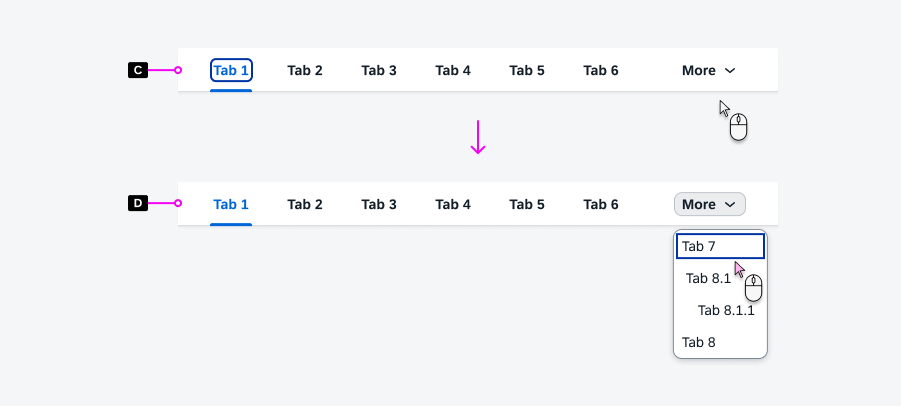 C Tab 1 Tab 2 Tab 3 Tab 4 Tab 5 Tab 6 More
D Tab 1 Tab 2 Tab 3 Tab 4 Tab 5 Tab 6 More
Tab 7
Tab 8.1
Tab 8.1.1
Tab 8